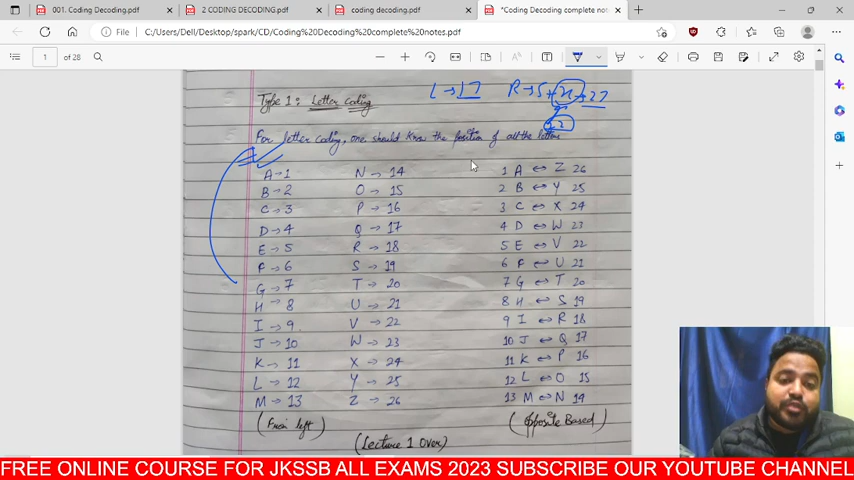 001. Coding Decoding.pdf
2 CODING DECODING.pdf
coding decoding.pdf
*Coding Decoding complete no
File
C:/Users/Dell/Desktop/spark/CD/Coding%20Decoding%20complete%20notes.pdf
1 of 28
L → 17 R → 5 + 22 → 27
22
Type 1: Letter coding
For letter coding, one should know the position of all the letters
A→1 N→14 1 A ↔ Z 26
B→2 O→15 2 B ↔ Y 25
C→3 P→16 3 C ↔ X 24
D→4 Q→17 4 D ↔ W 23
E→5 R→18 5 E ↔ V 22
F→6 S→19 6 F ↔ U 21
G→7 T→20 7 G ↔ T 20
H→8 U→21 8 H ↔ S 19
I→9 V→22 9 I ↔ R 18
J→10 W→23 10 J ↔ Q 17
K→11 X→24 11 K ↔ P 16
L→12 Y→25 12 L ↔ O 15
M→13 Z→26 13 M ↔ N 14
(From left) (Opposite Based)
(Lecture 1 Over)
FREE ONLINE COURSE FOR JKSSB ALL EXAMS 2023 SUBSCRIBE OUR YOUTUBE CHANNEL